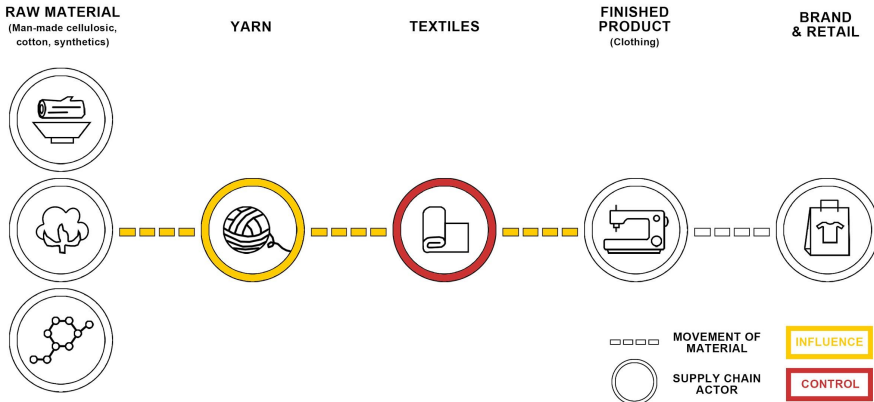 RAW MATERIAL
(Man-made cellulosic,
cotton, synthetics)
YARN
TEXTILES
FINISHED
PRODUCT
(Clothing)
BRAND
& RETAIL
MOVEMENT OF
MATERIAL
INFLUENCE
SUPPLY CHAIN
ACTOR
CONTROL